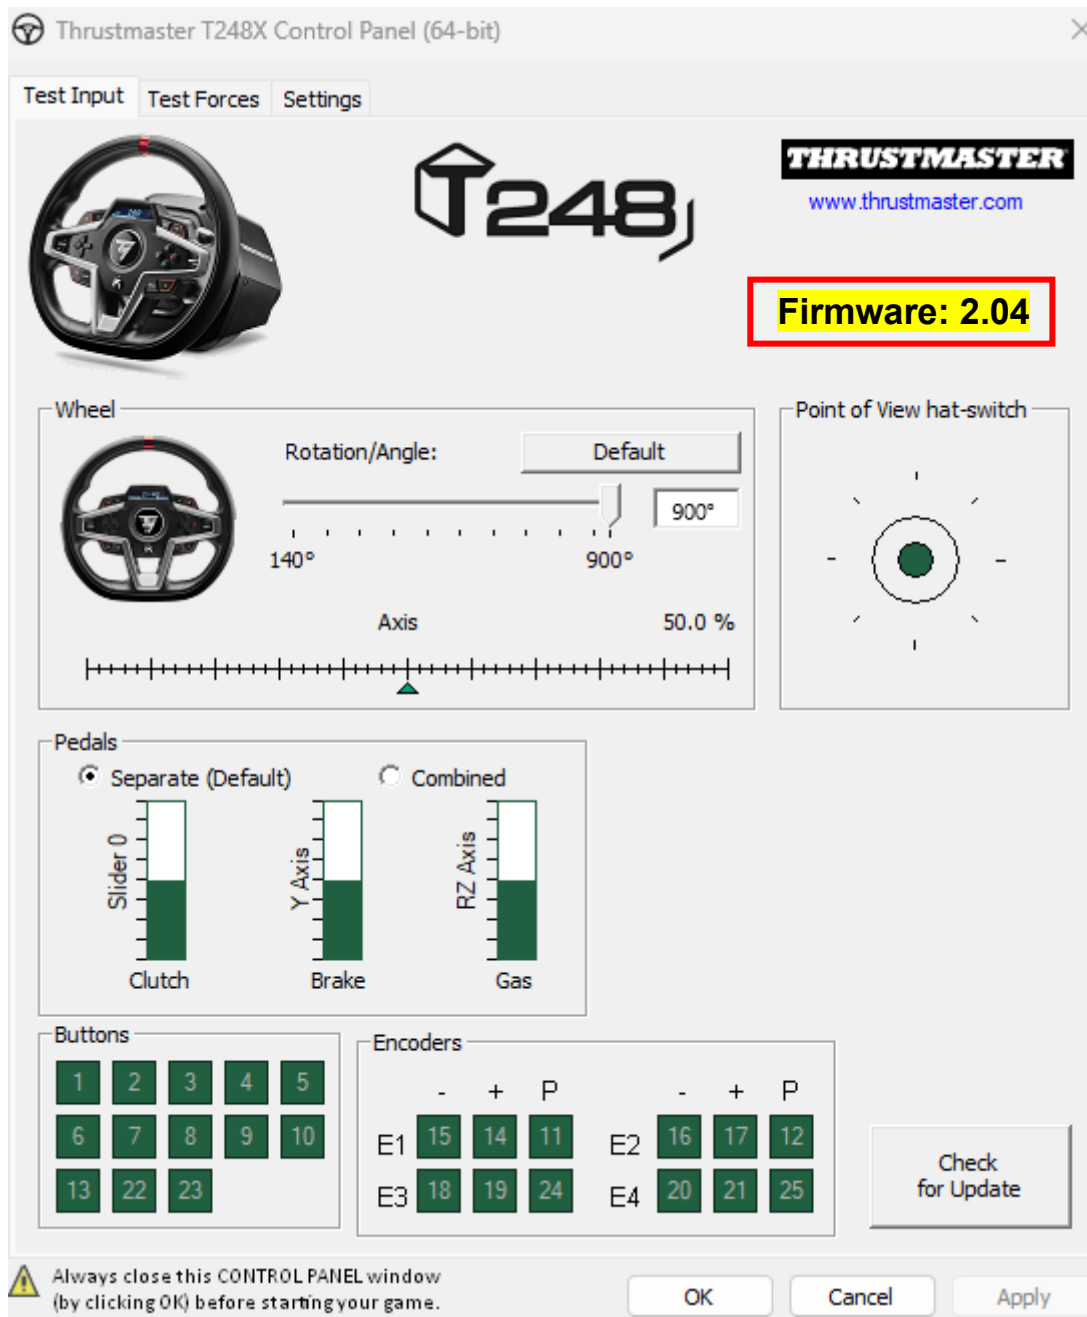 Thrustmaster T248X Control Panel (64-bit)
Test Input Test Forces Settings
T248
THRUSTMASTER
www.thrustmaster.com
Firmware: 2.04
Wheel
Rotation/Angle: Default
900°
140° 900°
Axis 50.0 %
Point of View hat-switch
Pedals
Separate (Default) Combined
Slider 0 Y Axis RZ Axis
Clutch Brake Gas
Buttons
1 2 3 4 5
6 7 8 9 10
13 22 23
Encoders
- + P - + P
E1 15 14 11 E2 16 17 12
E3 18 19 24 E4 20 21 25
Check
for Update
Always close this CONTROL PANEL window
(by clicking OK) before starting your game.
OK Cancel Apply